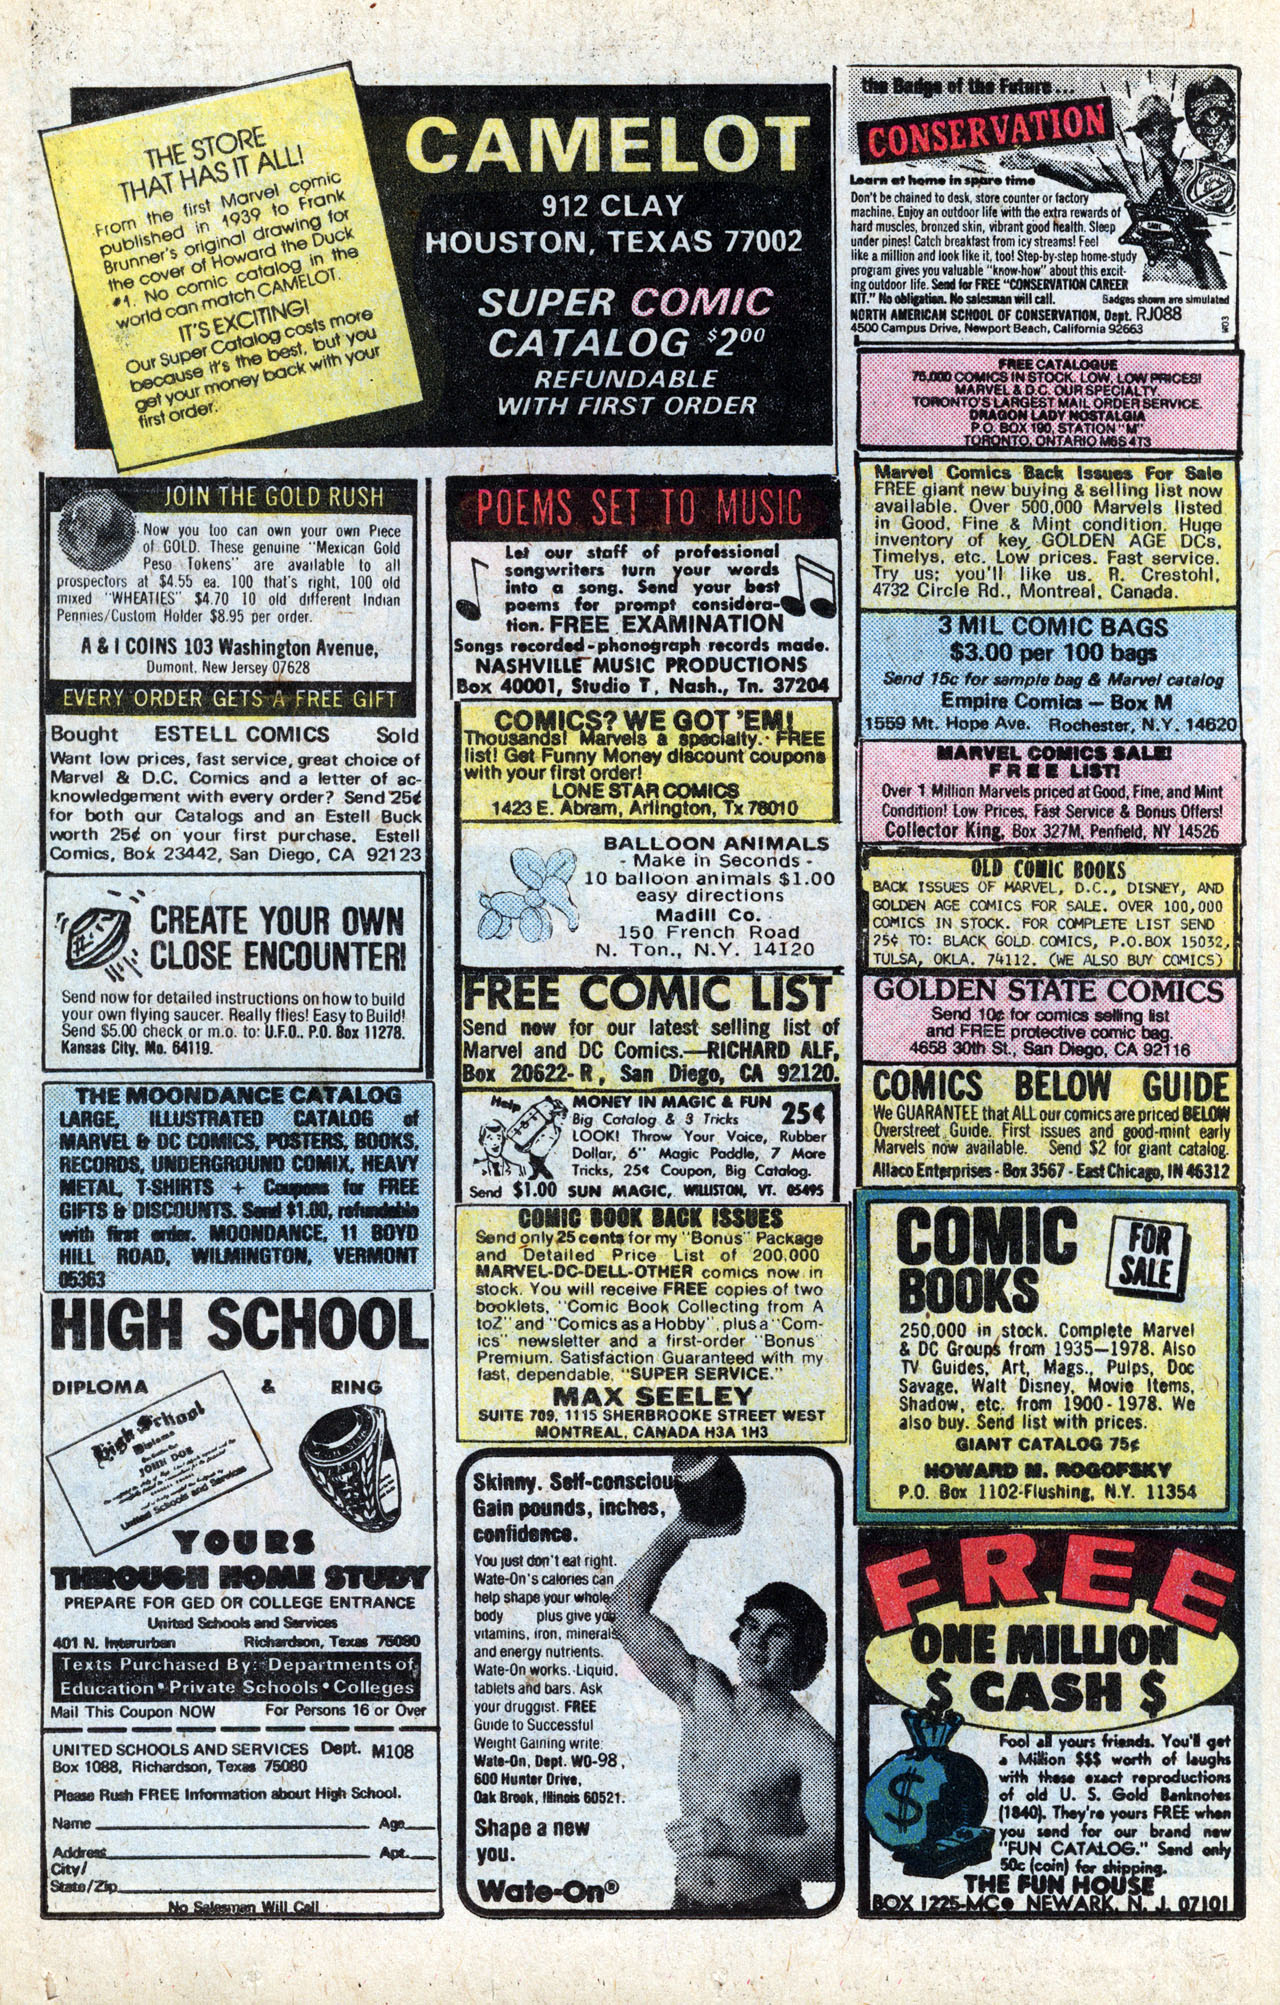 THE STORE
THAT HAS IT ALL!
From the first Marvel comic
published in 1939 to Frank
Brunner's original drawing for
the cover of Howard the Duck
#1. No comic catalog in the
world can match CAMELOT.
IT'S EXCITING!
Our Super Catalog costs more
because it's the best, but you
get your money back with your
first order.
CAMELOT
912 CLAY
HOUSTON, TEXAS 77002
SUPER COMIC
CATALOG $2.00
REFUNDABLE
WITH FIRST ORDER
JOIN THE GOLD RUSH
Now you too can own your own Piece
of GOLD. These genuine "Mexican Gold
Peso Tokens" are available to all
prospectors at $4.55 ea. 100 that's right, 100 old
mixed "WHEATIES" $4.70 10 old different Indian
Pennies/Custom Holder $8.95 per order.
A & I COINS 103 Washington Avenue,
Dumont, New Jersey 07628
EVERY ORDER GETS A FREE GIFT
Bought ESTELL COMICS Sold
Want low prices, fast service, great choice of
Marvel & D.C. Comics and a letter of ac-
knowledgement with every order? Send 25¢
for both our Catalogs and an Estell Buck
worth 25¢ on your first purchase. Estell
Comics, Box 23442, San Diego, CA 92123
CREATE YOUR OWN
CLOSE ENCOUNTER!
Send now for detailed instructions on how to build
your own flying saucer. Really flies! Easy to Build!
Send $5.00 check or m.o. to: U.F.O., P.O. Box 11278,
Kansas City, Mo. 64119.
THE MOONDANCE CATALOG
LARGE, ILLUSTRATED CATALOG of
MARVEL & DC COMICS, POSTERS, BOOKS,
RECORDS, UNDERGROUND COMIX, HEAVY
METAL, T-SHIRTS + Coupons for FREE
GIFTS & DISCOUNTS. Send $1.00, refundable
with first order. MOONDANCE, 11 BOYD
HILL ROAD, WILMINGTON, VERMONT
05363
HIGH SCHOOL
DIPLOMA & RING
High School
Diploma
JOHN DOE
United Schools and Services
YOURS
THROUGH HOME STUDY
PREPARE FOR GED OR COLLEGE ENTRANCE
United Schools and Services
401 N. Interurban Richardson, Texas 75080
Texts Purchased By: Departments of
Education • Private Schools • Colleges
Mail This Coupon NOW For Persons 16 or Over
UNITED SCHOOLS AND SERVICES Dept. M108
Box 1088, Richardson, Texas 75080
Please Rush FREE Information about High School.
Name Age
Address Apt.
City/
State/Zip
No Salesman Will Call
POEMS SET TO MUSIC
Let our staff of professional
songwriters turn your words
into a song. Send your best
poems for prompt considera-
tion. FREE EXAMINATION
Songs recorded-phonograph records made.
NASHVILLE MUSIC PRODUCTIONS
Box 40001, Studio T, Nash., Tn. 37204
COMICS? WE GOT 'EM!
Thousands! Marvels a specialty. FREE
list! Get Funny Money discount coupons
with your first order!
LONE STAR COMICS
1423 E. Abram, Arlington, Tx 76010
BALLOON ANIMALS
- Make in Seconds -
10 balloon animals $1.00
easy directions
Madill Co.
150 French Road
N. Ton., N.Y. 14120
FREE COMIC LIST
Send now for our latest selling list of
Marvel and DC Comics.—RICHARD ALF,
Box 20622-R, San Diego, CA 92120.
Help
MONEY IN MAGIC & FUN
Big Catalog & 3 Tricks 25¢
LOOK! Throw Your Voice, Rubber
Dollar, 6" Magic Paddle, 7 More
Tricks, 25¢ Coupon, Big Catalog.
Send $1.00 SUN MAGIC, WILLISTON, VT. 05495
COMIC BOOK BACK ISSUES
Send only 25 cents for my "Bonus" Package
and Detailed Price List of 200,000
MARVEL-DC-DELL-OTHER comics now in
stock. You will receive FREE copies of two
booklets, "Comic Book Collecting from A
to Z" and "Comics as a Hobby", plus a "Com-
ics" newsletter and a first-order "Bonus"
Premium. Satisfaction Guaranteed with my
fast, dependable, "SUPER SERVICE."
MAX SEELEY
SUITE 709, 1115 SHERBROOKE STREET WEST
MONTREAL, CANADA H3A 1H3
Skinny. Self-conscious
Gain pounds, inches,
confidence.
You just don't eat right.
Wate-On's calories can
help shape your whole
body plus give you
vitamins, iron, minerals
and energy nutrients.
Wate-On works. Liquid,
tablets and bars. Ask
your druggist. FREE
Guide to Successful
Weight Gaining write:
Wate-On, Dept. WO-98,
600 Hunter Drive,
Oak Brook, Illinois 60521.
Shape a new
you.
Wate-On®
the Badge of the Future...
CONSERVATION
Learn at home in spare time
Don't be chained to desk, store counter or factory
machine. Enjoy an outdoor life with the extra rewards of
hard muscles, bronzed skin, vibrant good health. Sleep
under pines! Catch breakfast from icy streams! Feel
like a million and look like it, too! Step-by-step home-study
program gives you valuable "know-how" about this excit-
ing outdoor life. Send for FREE "CONSERVATION CAREER
KIT." No obligation. No salesman will call. Badges shown are simulated
NORTH AMERICAN SCHOOL OF CONSERVATION, Dept. RJ088
4500 Campus Drive, Newport Beach, California 92663
W03
FREE CATALOGUE
75,000 COMICS IN STOCK. LOW, LOW PRICES!
MARVEL & D.C. OUR SPECIALTY.
TORONTO'S LARGEST MAIL ORDER SERVICE.
DRAGON LADY NOSTALGIA
P.O. BOX 190, STATION "M"
TORONTO, ONTARIO M6S 4T3
Marvel Comics Back Issues For Sale
FREE giant new buying & selling list now
available. Over 500,000 Marvels listed
in Good, Fine & Mint condition. Huge
inventory of key, GOLDEN AGE DCs,
Timelys, etc. Low prices. Fast service.
Try us; you'll like us. R. Crestohl,
4732 Circle Rd., Montreal, Canada.
3 MIL COMIC BAGS
$3.00 per 100 bags
Send 15c for sample bag & Marvel catalog
Empire Comics — Box M
1559 Mt. Hope Ave. Rochester, N.Y. 14620
MARVEL COMICS SALE!
FREE LIST!
Over 1 Million Marvels priced at Good, Fine, and Mint
Condition! Low Prices, Fast Service & Bonus Offers!
Collector King, Box 327M, Penfield, NY 14526
OLD COMIC BOOKS
BACK ISSUES OF MARVEL, D.C., DISNEY, AND
GOLDEN AGE COMICS FOR SALE. OVER 100,000
COMICS IN STOCK. FOR COMPLETE LIST SEND
25¢ TO: BLACK GOLD COMICS, P.O.BOX 15032,
TULSA, OKLA. 74112. (WE ALSO BUY COMICS)
GOLDEN STATE COMICS
Send 10¢ for comics selling list
and FREE protective comic bag.
4658 30th St., San Diego, CA 92116
COMICS BELOW GUIDE
We GUARANTEE that ALL our comics are priced BELOW
Overstreet Guide. First issues and good-mint early
Marvels now available. Send $2 for giant catalog.
Allaco Enterprises - Box 3567 - East Chicago, IN 46312
COMIC
BOOKS
FOR
SALE
250,000 in stock. Complete Marvel
& DC Groups from 1935—1978. Also
TV Guides, Art, Mags., Pulps, Doc
Savage, Walt Disney, Movie Items,
Shadow, etc. from 1900-1978. We
also buy. Send list with prices.
GIANT CATALOG 75¢
HOWARD M. ROGOFSKY
P.O. Box 1102-Flushing, N.Y. 11354
FREE
ONE MILLION
$ CASH $
$
Fool all yours friends. You'll get
a Million $$$ worth of laughs
with these exact reproductions
of old U. S. Gold Banknotes
(1840). They're yours FREE when
you send for our brand new
"FUN CATALOG." Send only
50c (coin) for shipping.
THE FUN HOUSE
BOX 1225-MC• NEWARK, N. J. 07101